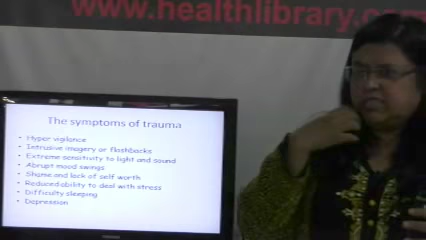 www.healthlibrary.com
The symptoms of trauma
• Hyper vigilance
• Intrusive imagery or flashbacks
• Extreme sensitivity to light and sound
• Abrupt mood swings
• Shame and lack of self worth
• Reduced ability to deal with stress
• Difficulty sleeping
• Depression